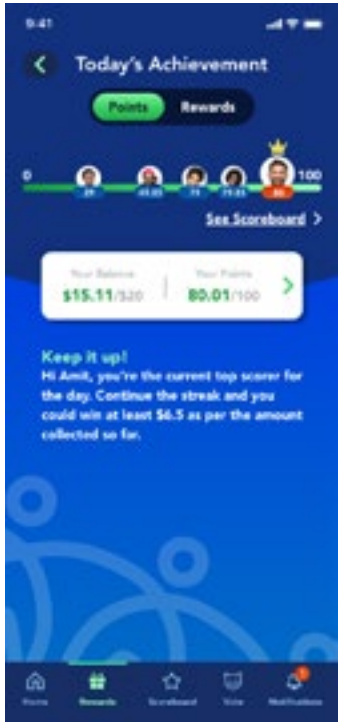 9:41
Today's Achievement
Points Rewards
0 100
80
See Scoreboard >
Your Balance Your Points
$15.11/$20 80.01/100
Keep it up!
Hi Amit, you're the current top scorer for
the day. Continue the streak and you
could win at least $6.5 as per the amount
collected so far.
Home Rewards Scoreboard Vote Notifications